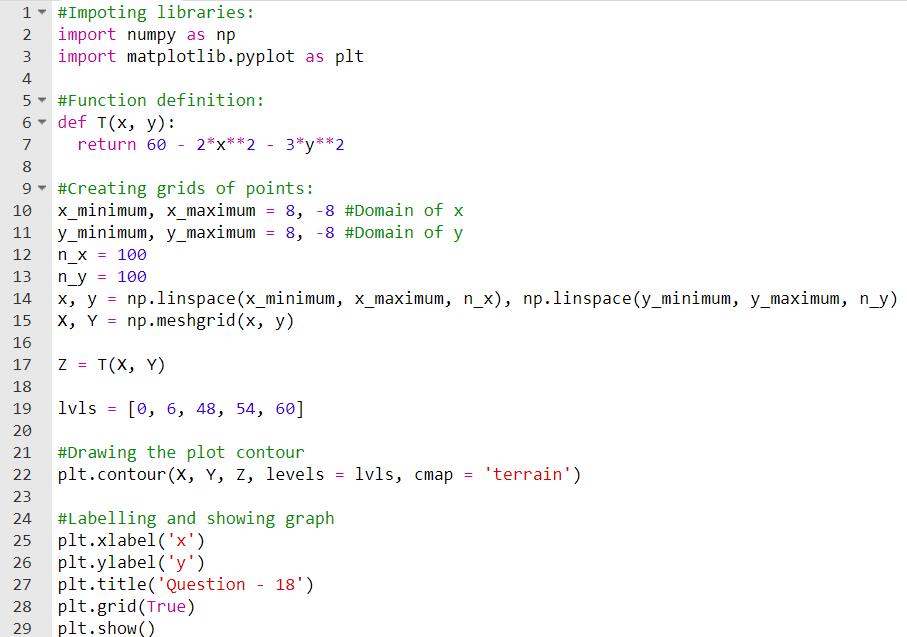 1 #Impoting libraries:
2 import numpy as np
3 import matplotlib.pyplot as plt
4
5 #Function definition:
6 def T(x, y):
7   return 60 - 2*x**2 - 3*y**2
8
9 #Creating grids of points:
10 x_minimum, x_maximum = 8, -8 #Domain of x
11 y_minimum, y_maximum = 8, -8 #Domain of y
12 n_x = 100
13 n_y = 100
14 x, y = np.linspace(x_minimum, x_maximum, n_x), np.linspace(y_minimum, y_maximum, n_y)
15 X, Y = np.meshgrid(x, y)
16
17 Z = T(X, Y)
18
19 lvls = [0, 6, 48, 54, 60]
20
21 #Drawing the plot contour
22 plt.contour(X, Y, Z, levels = lvls, cmap = 'terrain')
23
24 #Labelling and showing graph
25 plt.xlabel('x')
26 plt.ylabel('y')
27 plt.title('Question - 18')
28 plt.grid(True)
29 plt.show()